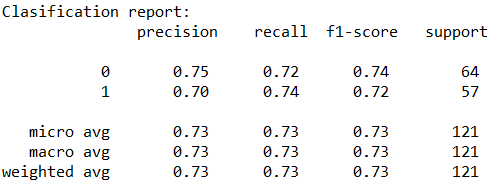 Clasification report:
precision recall f1-score support
0 0.75 0.72 0.74 64
1 0.70 0.74 0.72 57
micro avg 0.73 0.73 0.73 121
macro avg 0.73 0.73 0.73 121
weighted avg 0.73 0.73 0.73 121